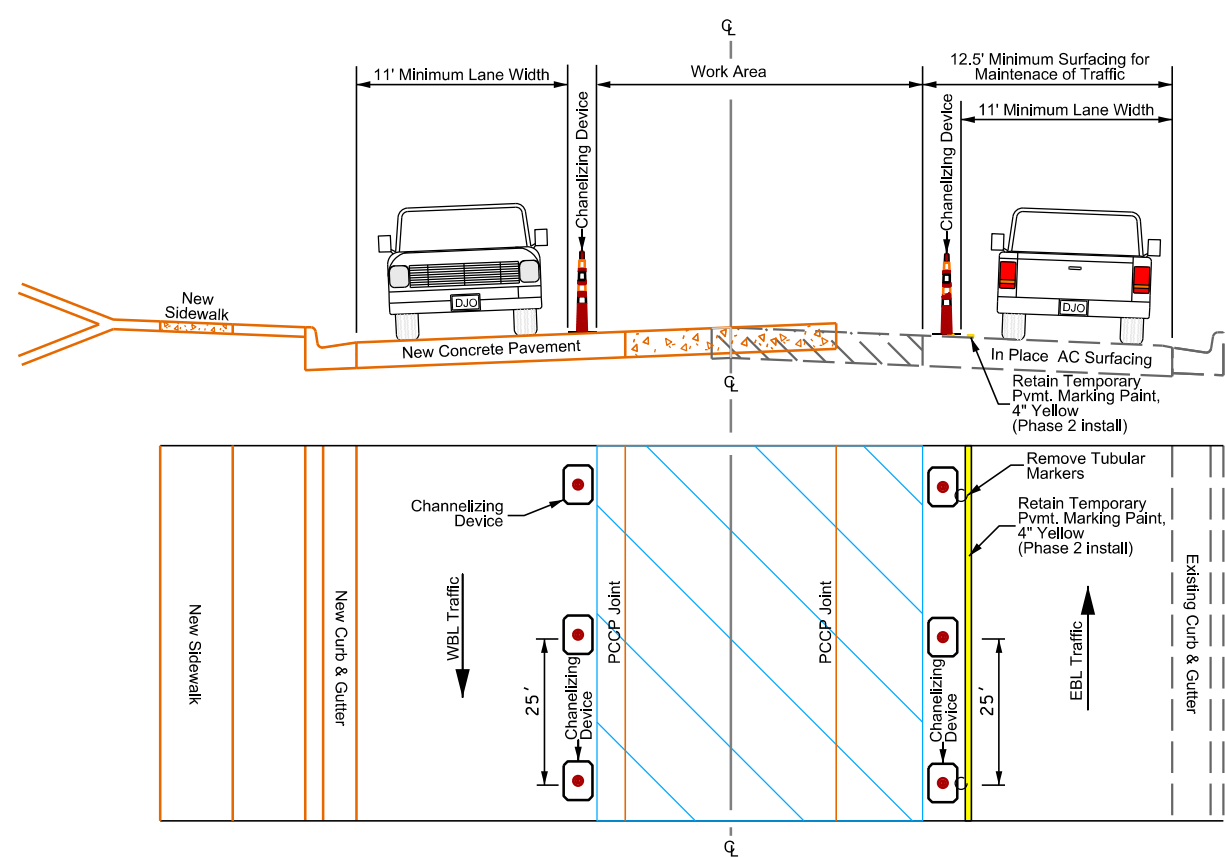 ℄
11' Minimum Lane Width
Work Area
12.5' Minimum Surfacing for
Maintenace of Traffic
11' Minimum Lane Width
Chanelizing Device
Chanelizing Device
DJO
DJO
New
Sidewalk
New Concrete Pavement
In Place AC Surfacing
℄
Retain Temporary
Pvmt. Marking Paint,
4" Yellow
(Phase 2 install)
Channelizing
Device
Remove Tubular
Markers
Retain Temporary
Pvmt. Marking Paint,
4" Yellow
(Phase 2 install)
New Sidewalk
New Curb & Gutter
WBL Traffic
25'
Chanelizing
Device
PCCP Joint
PCCP Joint
Chanelizing
Device
25'
EBL Traffic
Existing Curb & Gutter
℄